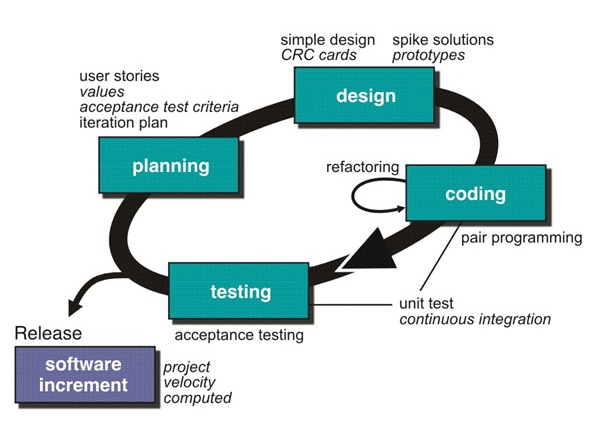 simple design
CRC cards
spike solutions
prototypes
user stories
values
acceptance test criteria
iteration plan
design
planning
refactoring
coding
pair programming
testing
acceptance testing
unit test
continuous integration
Release
software
increment
project
velocity
computed